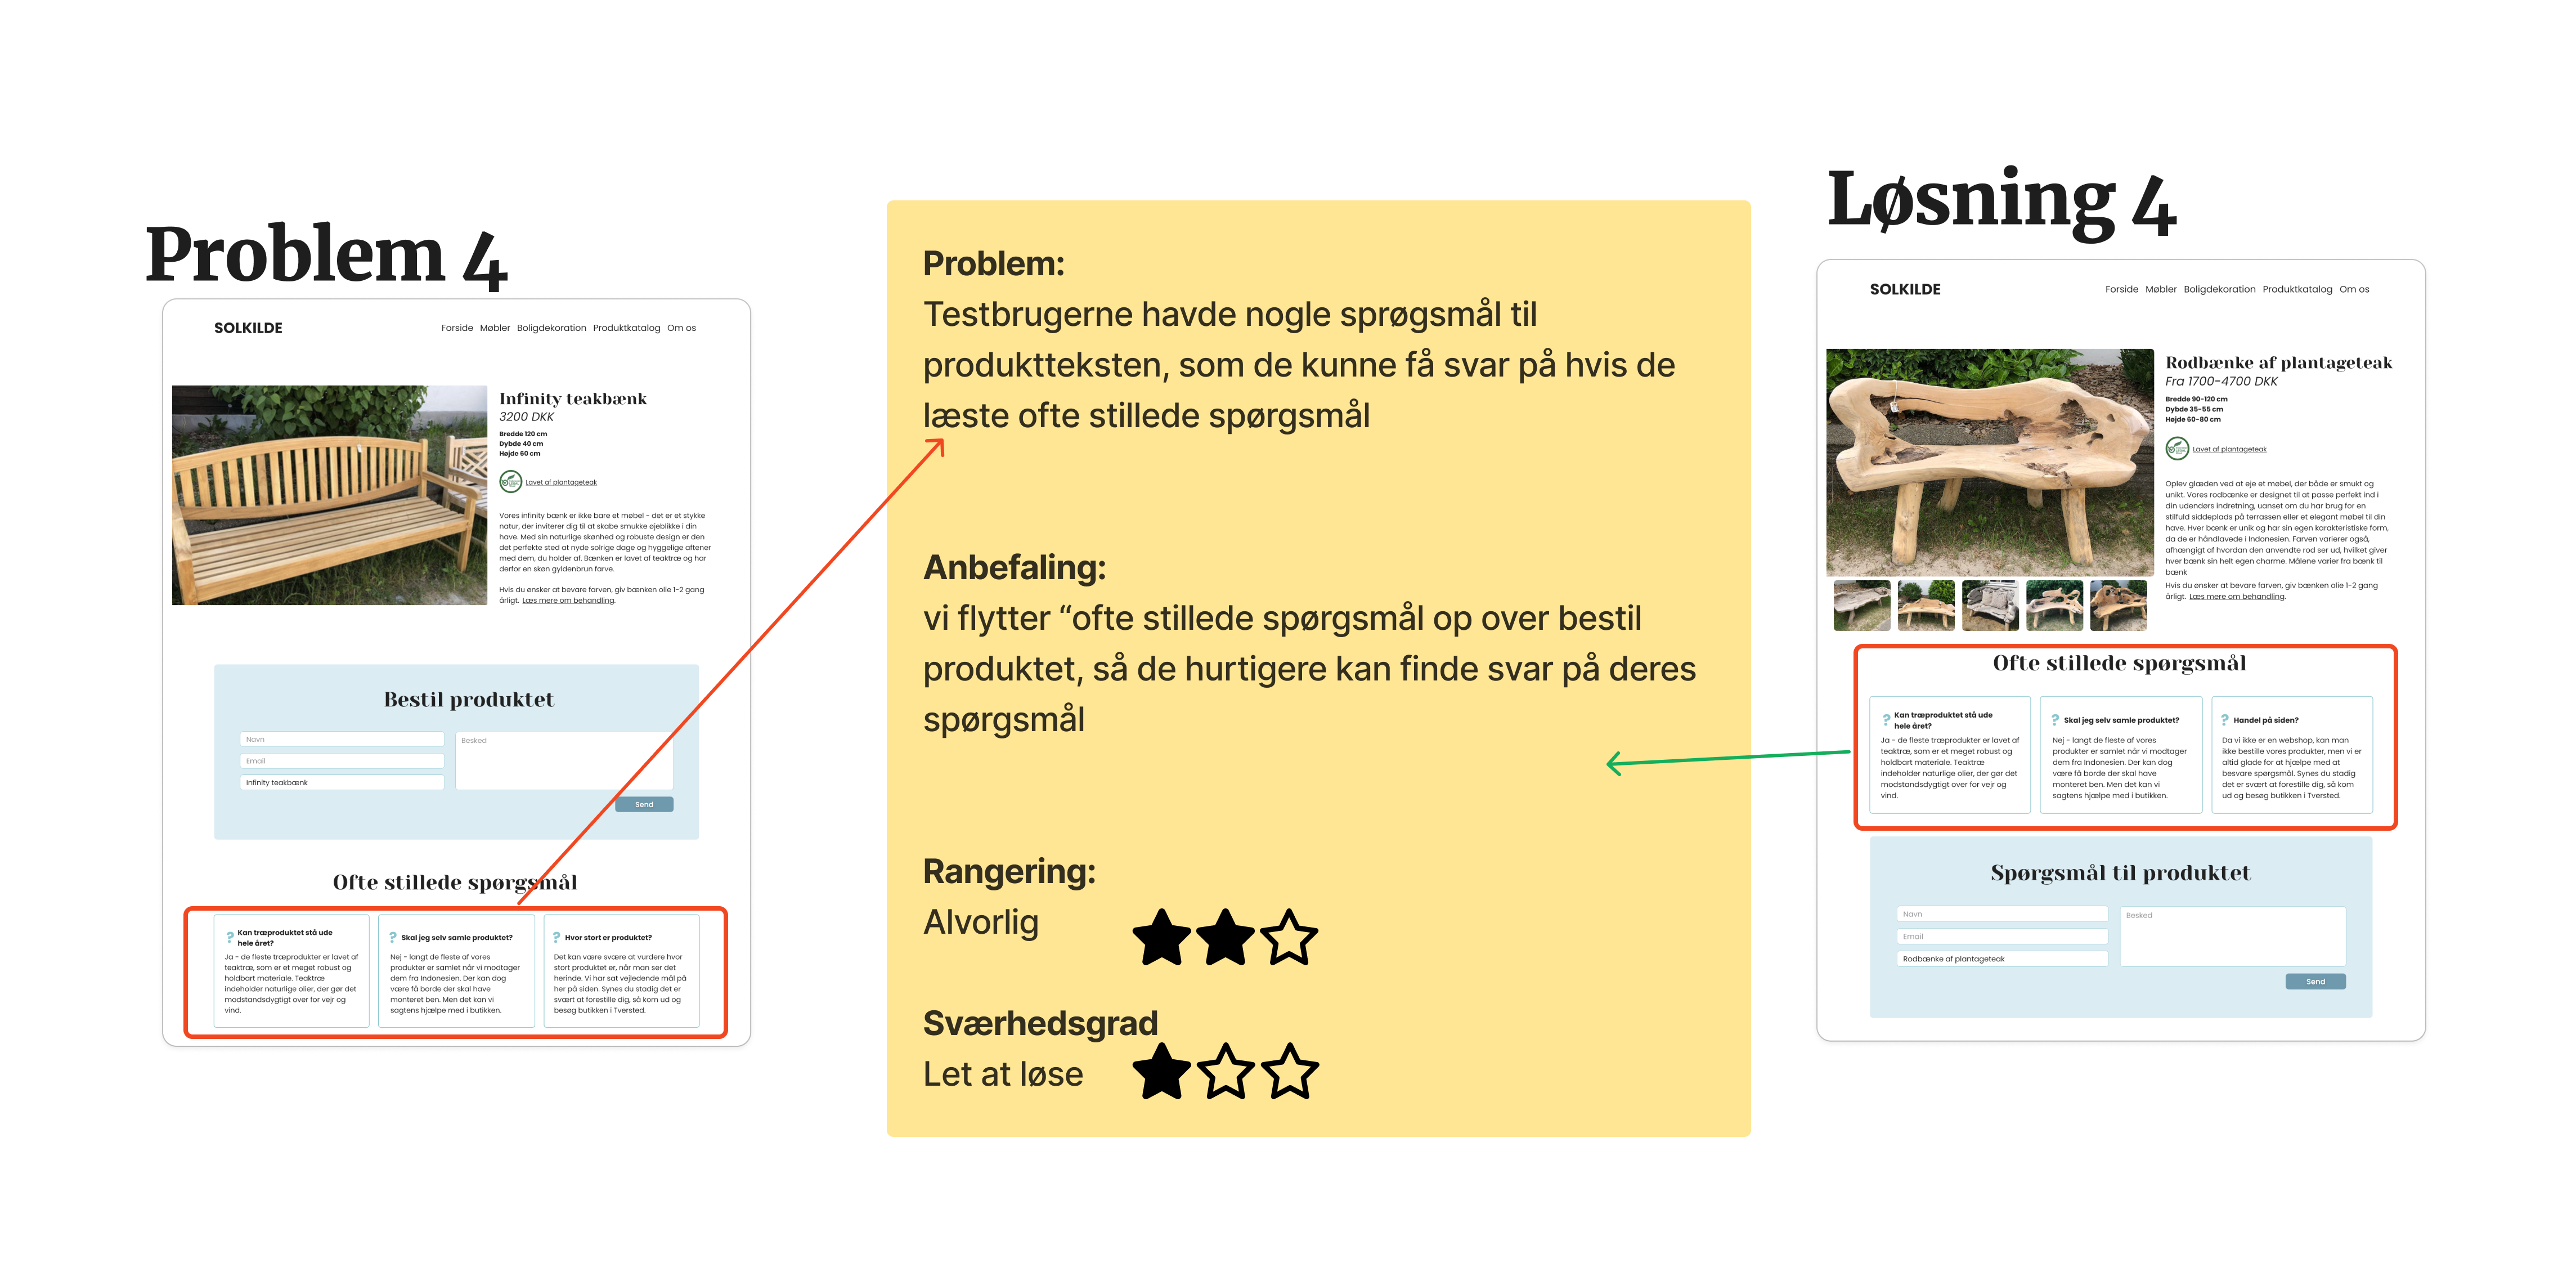 Problem 4
SOLKILDE
Forside Møbler Boligdekoration Produktkatalog Om os
Infinity teakbænk
3200 DKK
Bredde 120 cm
Dybde 40 cm
Højde 60 cm
Lavet af plantageteak
Vores infinity bænk er ikke bare et møbel - det er et stykke
natur, der inviterer dig til at skabe smukke øjeblikke i din
have. Med sin naturlige skønhed og robuste design er den
det perfekte sted at nyde solrige dage og hyggelige aftener
med dem, du holder af. Bænken er lavet af teaktræ og har
derfor en skøn gyldenbrun farve.
Hvis du ønsker at bevare farven, giv bænken olie 1-2 gang
årligt. Læs mere om behandling.
Bestil produktet
Navn
Email
Infinity teakbænk
Besked
Send
Ofte stillede spørgsmål
? Kan træproduktet stå ude
hele året?
Ja - de fleste træprodukter er lavet af
teaktræ, som er et meget robust og
holdbart materiale. Teaktræ
indeholder naturlige olier, der gør det
modstandsdygtigt over for vejr og
vind.
? Skal jeg selv samle produktet?
Nej - langt de fleste af vores
produkter er samlet når vi modtager
dem fra Indonesien. Der kan dog
være få borde der skal have
monteret ben. Men det kan vi
sagtens hjælpe med i butikken.
? Hvor stort er produktet?
Det kan være svære at vurdere hvor
stort produktet er, når man ser det
herinde. Vi har sat vejledende mål på
her på siden. Synes du stadig det er
svært at forestille dig, så kom ud og
besøg butikken i Tversted.
Problem:
Testbrugerne havde nogle sprøgsmål til
produktteksten, som de kunne få svar på hvis de
læste ofte stillede spørgsmål
Anbefaling:
vi flytter “ofte stillede spørgsmål op over bestil
produktet, så de hurtigere kan finde svar på deres
spørgsmål
Rangering:
Alvorlig
Sværhedsgrad
Let at løse
Løsning 4
SOLKILDE
Forside Møbler Boligdekoration Produktkatalog Om os
Rodbænke af plantageteak
Fra 1700-4700 DKK
Bredde 90-120 cm
Dybde 35-55 cm
Højde 60-80 cm
Lavet af plantageteak
Oplev glæden ved at eje et møbel, der både er smukt og
unikt. Vores rodbænke er designet til at passe perfekt ind i
din udendørs indretning, uanset om du har brug for en
stilfuld siddeplads på terrassen eller et elegant møbel til din
have. Hver bænk er unik og har sin egen karakteristiske form,
da de er håndlavede i Indonesien. Farven varierer også,
afhængigt af hvordan den anvendte rod ser ud, hvilket giver
hver bænk sin helt egen charme. Målene varier fra bænk til
bænk
Hvis du ønsker at bevare farven, giv bænken olie 1-2 gang
årligt. Læs mere om behandling.
Ofte stillede spørgsmål
? Kan træproduktet stå ude
hele året?
Ja - de fleste træprodukter er lavet af
teaktræ, som er et meget robust og
holdbart materiale. Teaktræ
indeholder naturlige olier, der gør det
modstandsdygtigt over for vejr og
vind.
? Skal jeg selv samle produktet?
Nej - langt de fleste af vores
produkter er samlet når vi modtager
dem fra Indonesien. Der kan dog
være få borde der skal have
monteret ben. Men det kan vi
sagtens hjælpe med i butikken.
? Handel på siden?
Da vi ikke er en webshop, kan man
ikke bestille vores produkter, men vi er
altid glade for at hjælpe med at
besvare spørgsmål. Synes du stadig
det er svært at forestille dig, så kom
ud og besøg butikken i Tversted.
Spørgsmål til produktet
Navn
Email
Rodbænke af plantageteak
Besked
Send